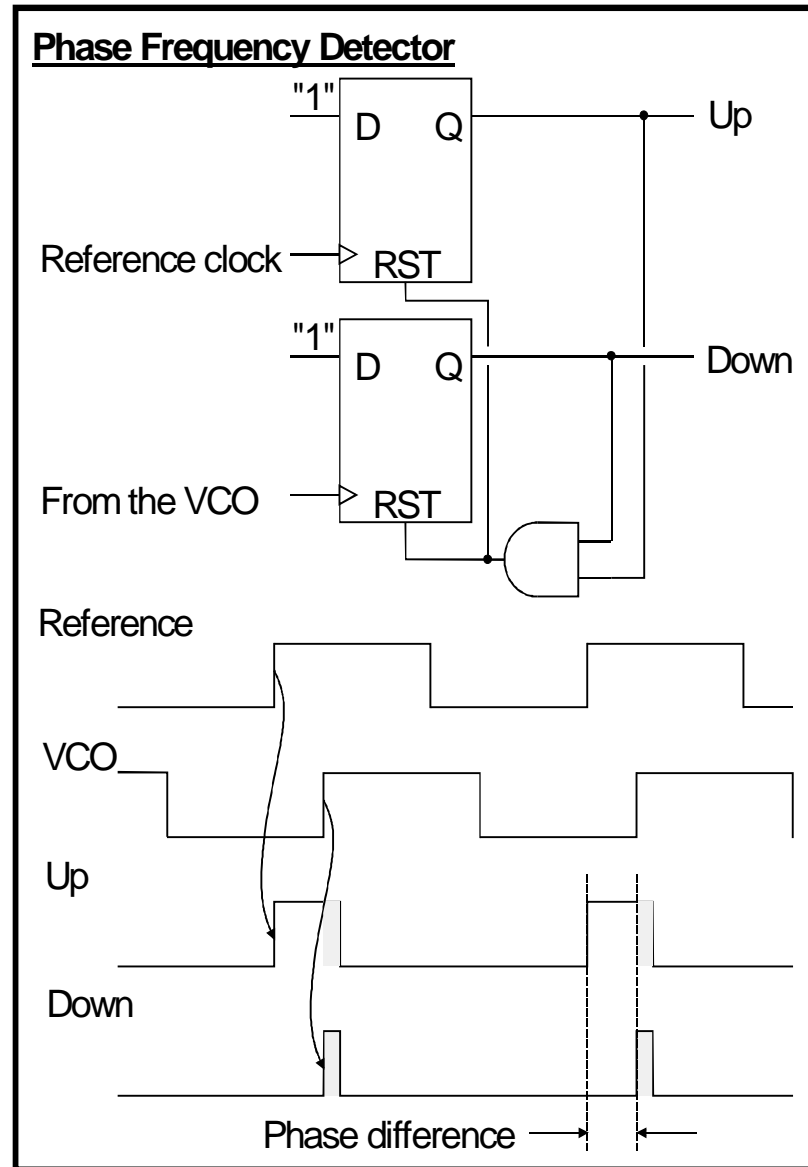 Phase Frequency Detector
"1"
D Q
Up
Reference clock
RST
"1"
D Q
Down
From the VCO
RST
Reference
VCO
Up
Down
Phase difference